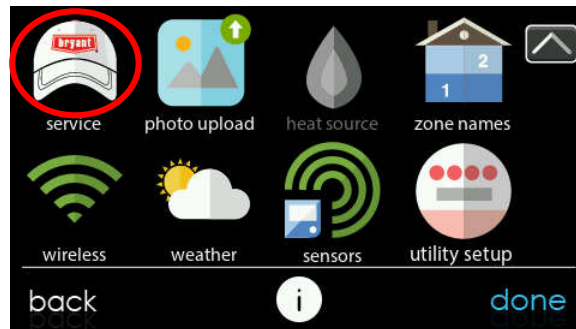 bryant
service photo upload heat source zone names
2
1
wireless weather sensors utility setup
back i done